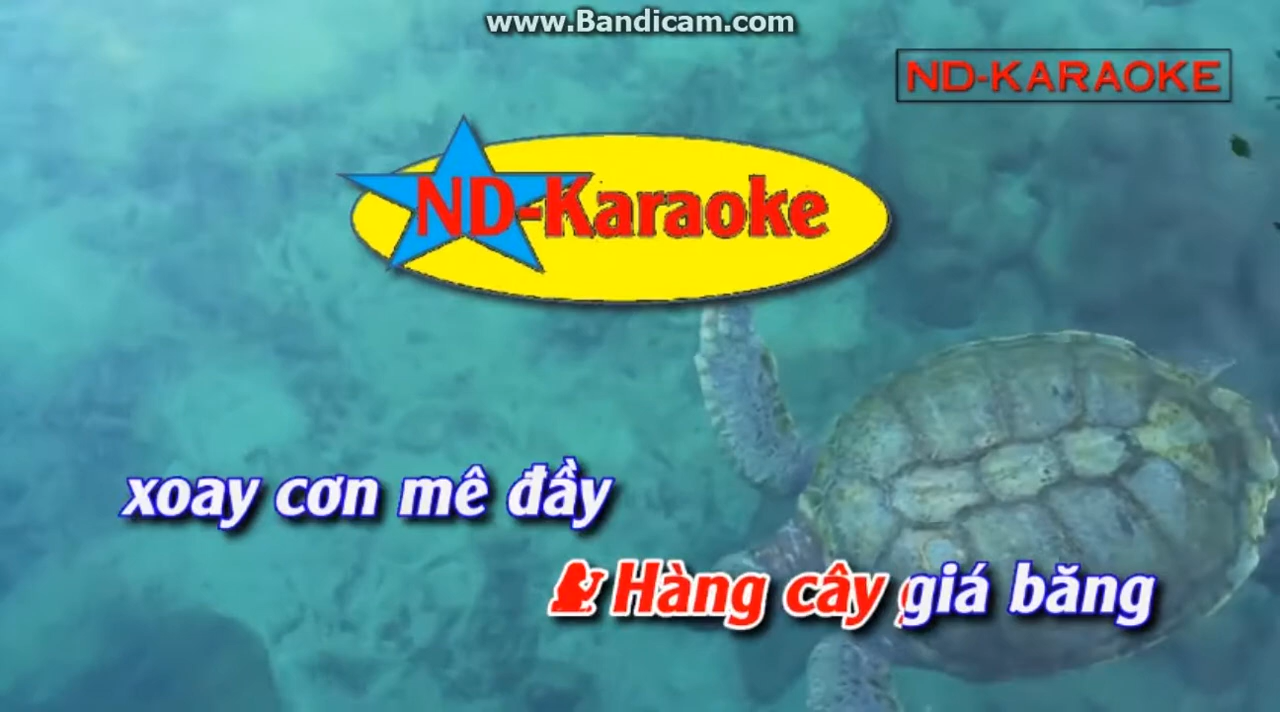 www.Bandicam.com
ND-KARAOKE
ND-Karaoke
xoay cơn mê đầy
Hàng cây giá băng